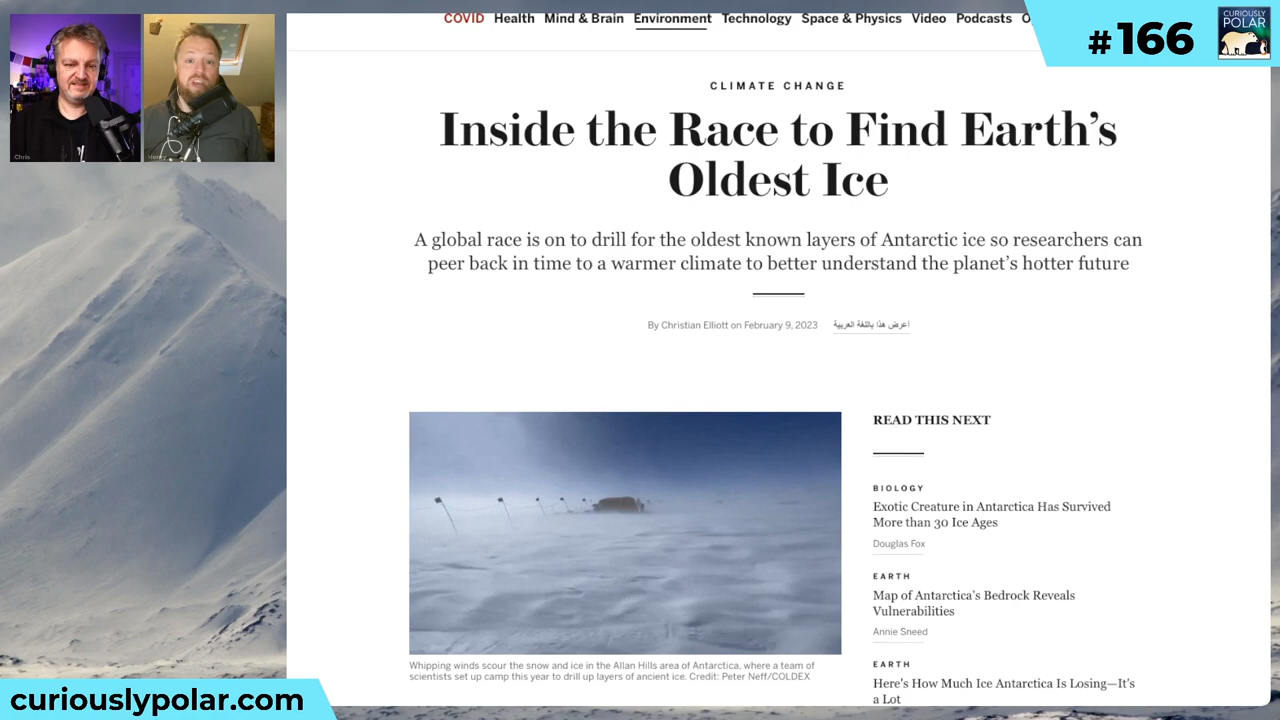 COVID Health Mind & Brain Environment Technology Space & Physics Video Podcasts
#166
CURIOUSLY
POLAR
Chris
CLIMATE CHANGE
Inside the Race to Find Earth's
Oldest Ice
A global race is on to drill for the oldest known layers of Antarctic ice so researchers can
peer back in time to a warmer climate to better understand the planet's hotter future
By Christian Elliott on February 9, 2023 اعرض هذا باللغة العربية
Whipping winds scour the snow and ice in the Allan Hills area of Antarctica, where a team of
scientists set up camp this year to drill up layers of ancient ice. Credit: Peter Neff/COLDEX
READ THIS NEXT
BIOLOGY
Exotic Creature in Antarctica Has Survived
More than 30 Ice Ages
Douglas Fox
EARTH
Map of Antarctica's Bedrock Reveals
Vulnerabilities
Annie Sneed
EARTH
Here's How Much Ice Antarctica Is Losing—It's
a Lot
curiouslypolar.com